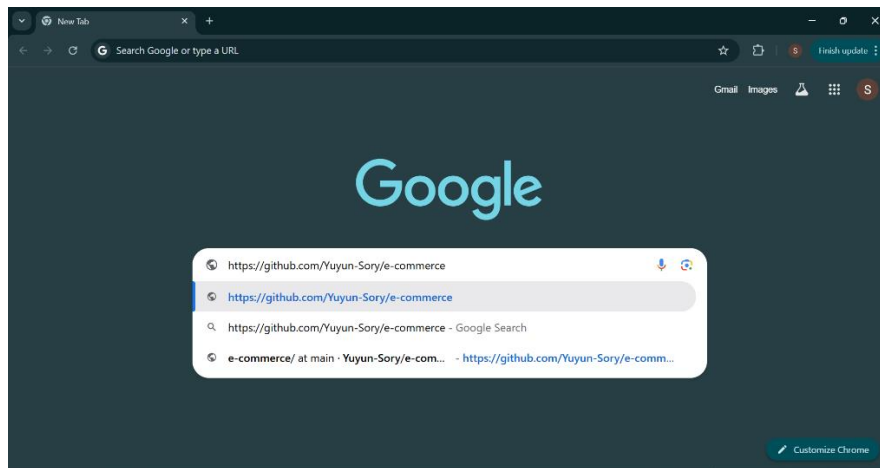 New Tab
Search Google or type a URL
S
Finish update
Gmail Images
S
Google
https://github.com/Yuyun-Sory/e-commerce
https://github.com/Yuyun-Sory/e-commerce
https://github.com/Yuyun-Sory/e-commerce - Google Search
e-commerce/ at main · Yuyun-Sory/e-com... - https://github.com/Yuyun-Sory/e-comm...
Customize Chrome